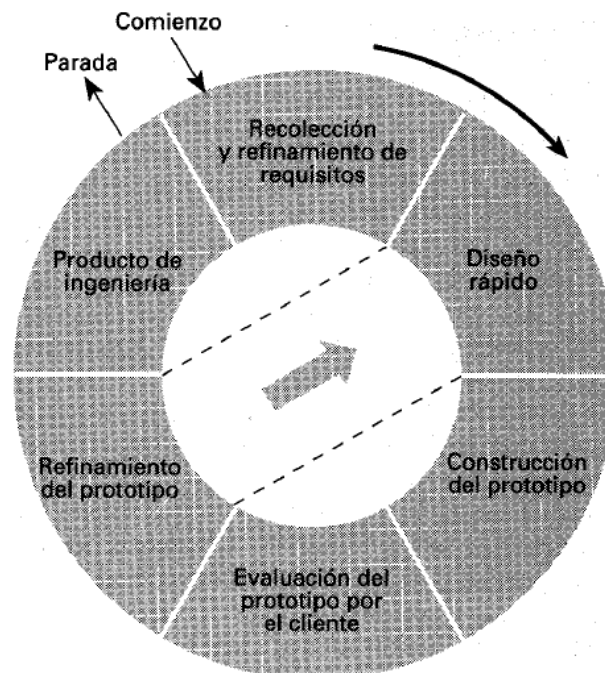 Comienzo
Parada
Recolección
y refinamiento de
requisitos
Diseño
rápido
Construcción
del prototipo
Evaluación del
prototipo por
el cliente
Refinamiento
del prototipo
Producto de
ingeniería